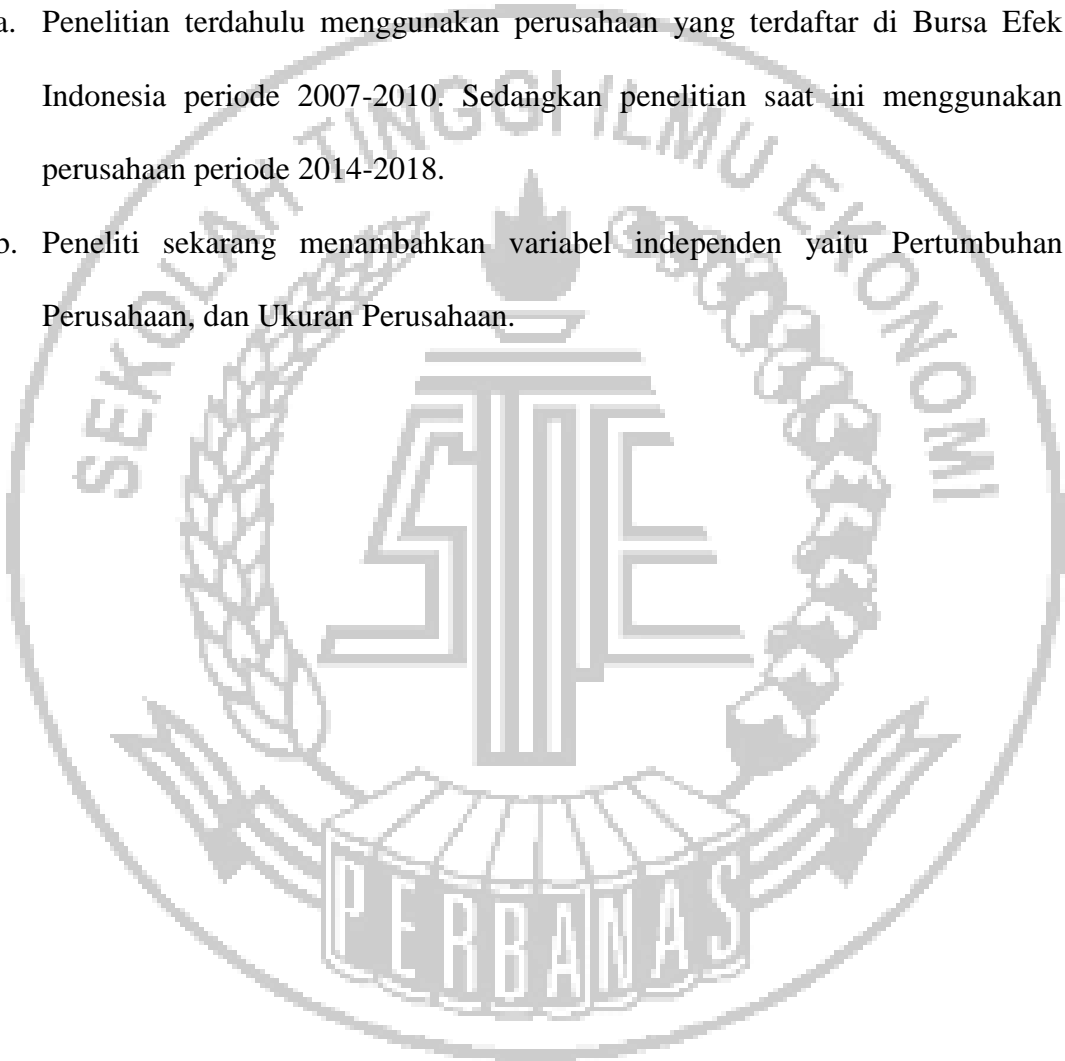 a. Penelitian terdahulu menggunakan perusahaan yang terdaftar di Bursa Efek
Indonesia periode 2007-2010. Sedangkan penelitian saat ini menggunakan
perusahaan periode 2014-2018.
b. Peneliti sekarang menambahkan variabel independen yaitu Pertumbuhan
Perusahaan, dan Ukuran Perusahaan.
SEKOLAH TINGGI ILMU EKONOMI
STIE
PERBANAS